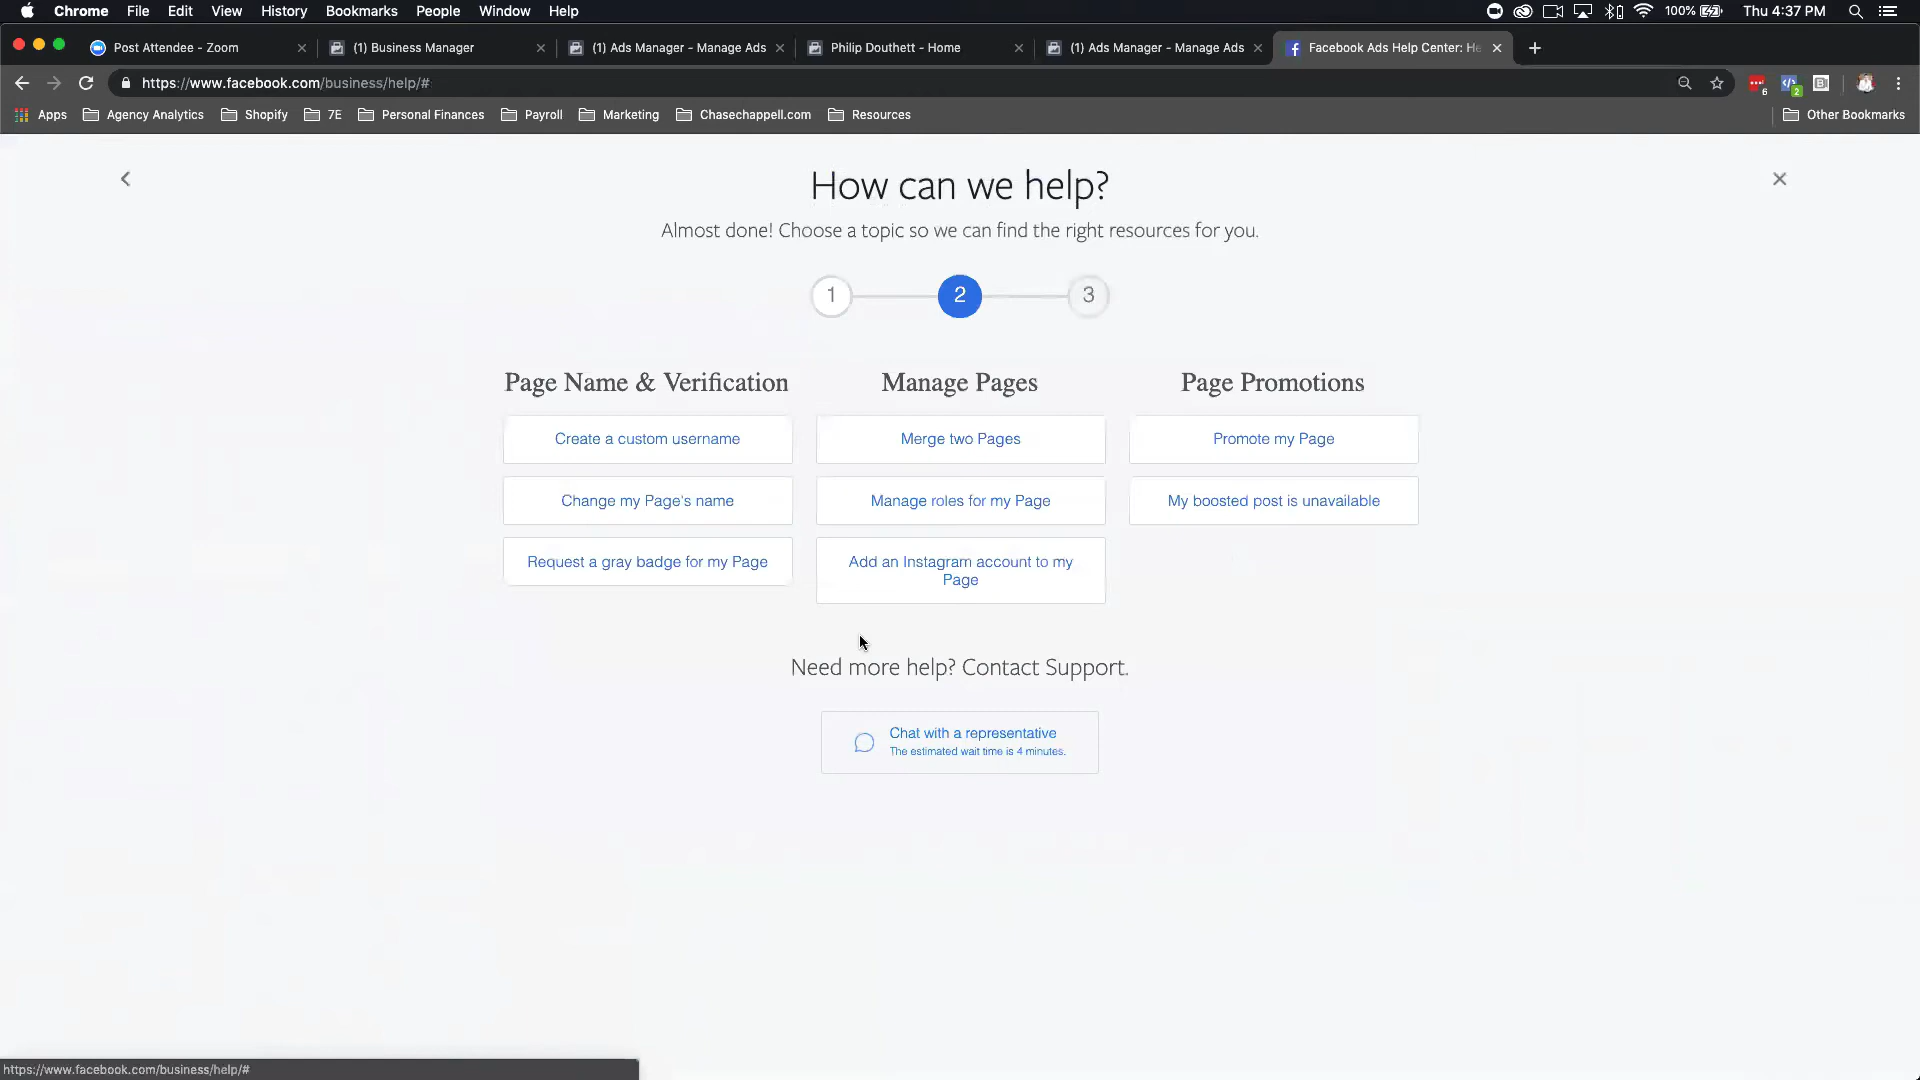 Chrome File Edit View History Bookmarks People Window Help 100% Thu 4:37 PM
Post Attendee - Zoom (1) Business Manager (1) Ads Manager - Manage Ads Philip Douthett - Home (1) Ads Manager - Manage Ads Facebook Ads Help Center: He
https://www.facebook.com/business/help/# 6 2
Apps Agency Analytics Shopify 7E Personal Finances Payroll Marketing Chasechappell.com Resources Other Bookmarks
How can we help?
Almost done! Choose a topic so we can find the right resources for you.
1 2 3
Page Name & Verification
Create a custom username
Change my Page's name
Request a gray badge for my Page
Manage Pages
Merge two Pages
Manage roles for my Page
Add an Instagram account to my
Page
Page Promotions
Promote my Page
My boosted post is unavailable
Need more help? Contact Support.
Chat with a representative
The estimated wait time is 4 minutes.
https://www.facebook.com/business/help/#